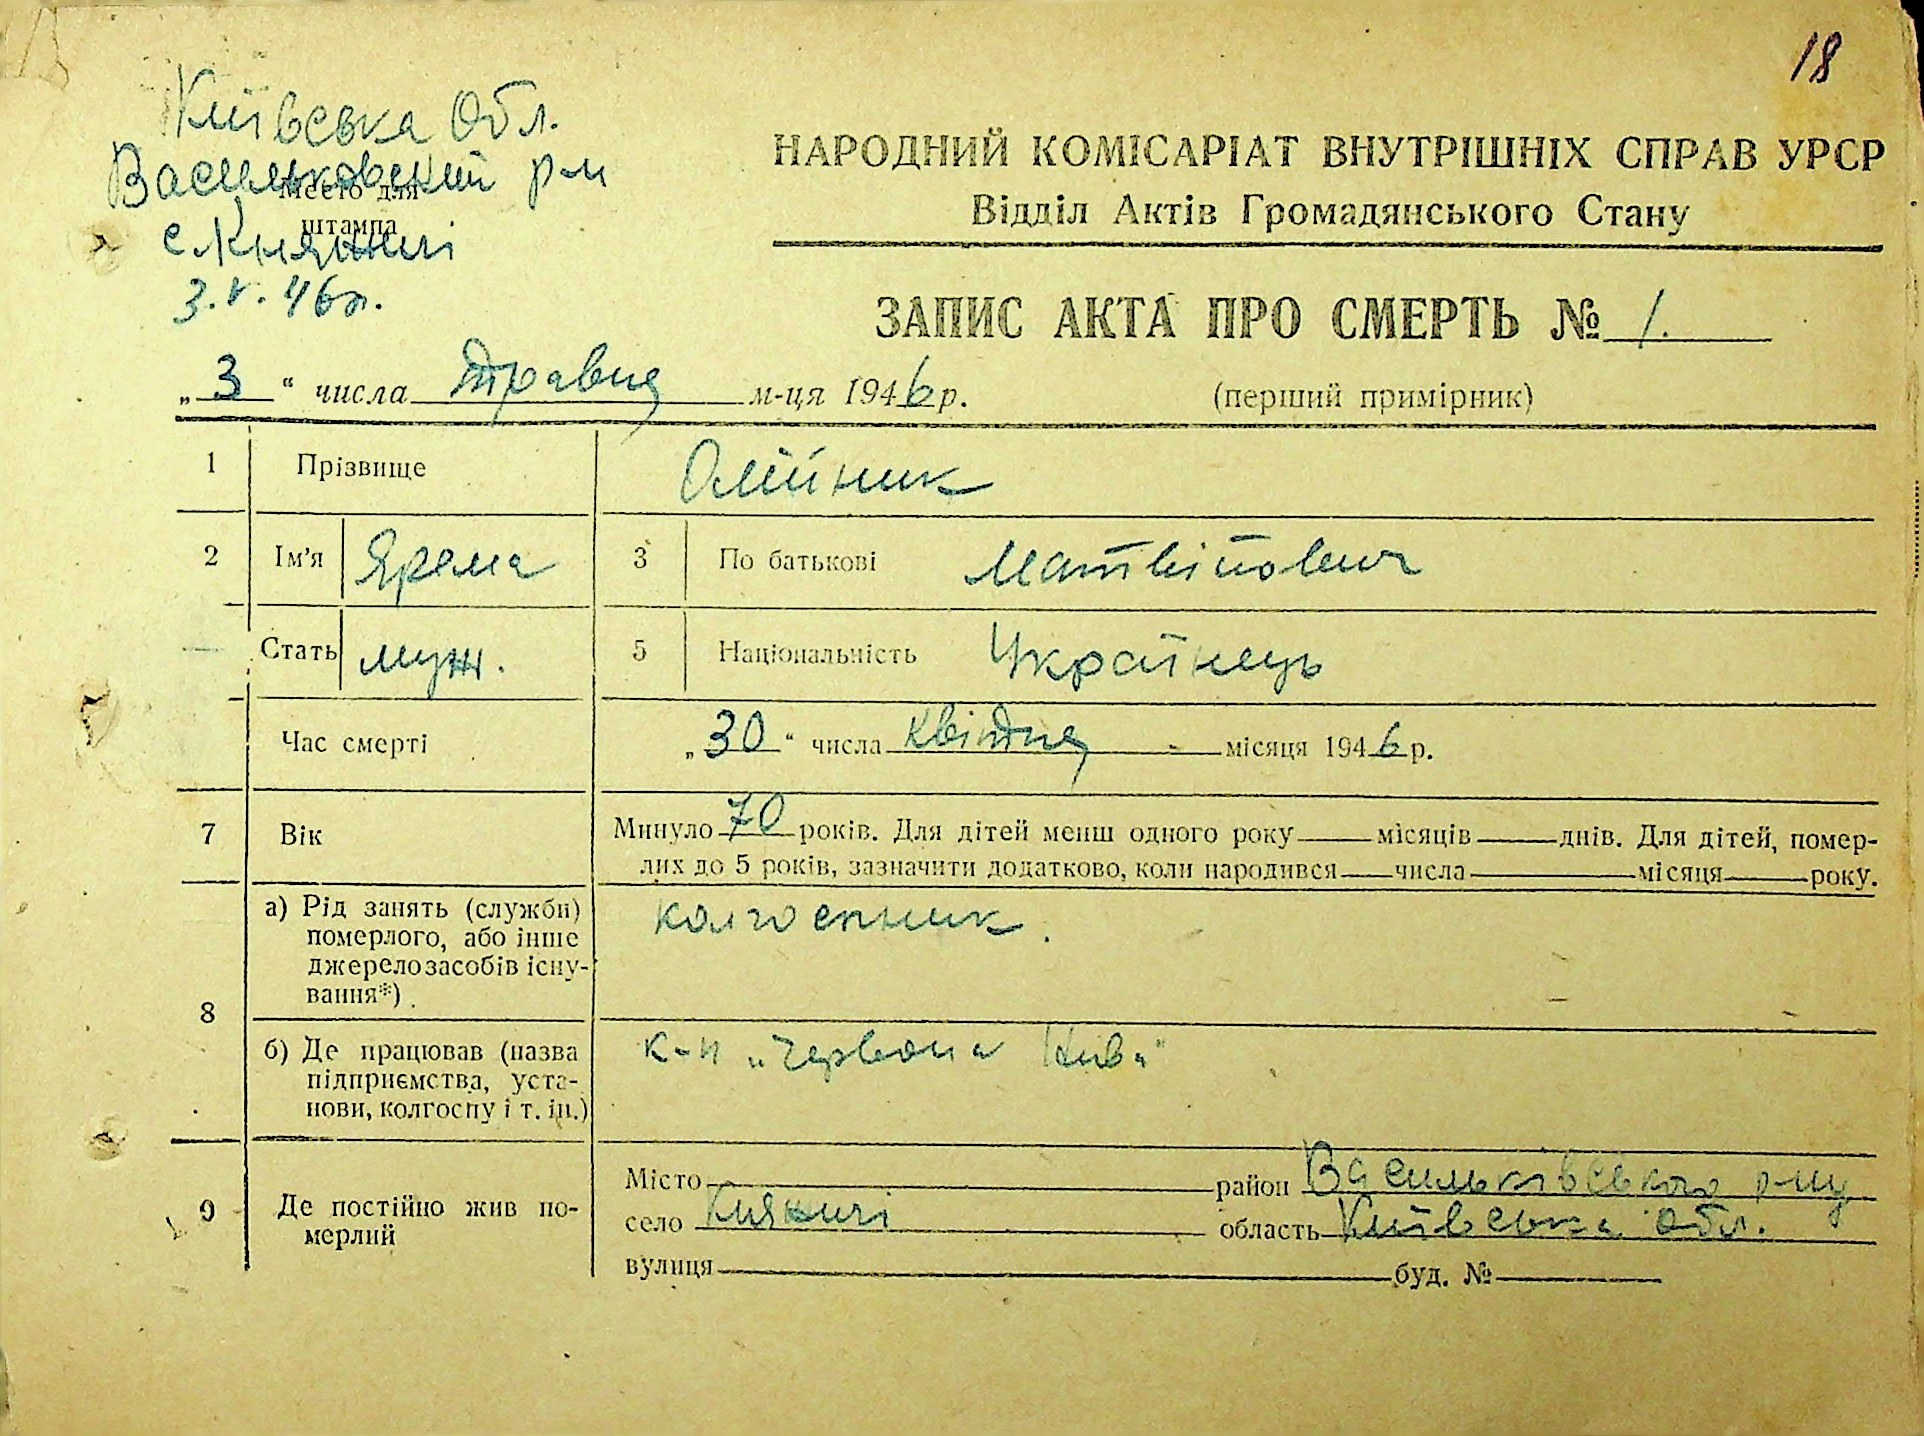 18
Київська Обл.
Васильковский р-н
Место для
штампа
с. Княжичі
3.V.46 р.
НАРОДНИЙ КОМІСАРІАТ ВНУТРІШНІХ СПРАВ УРСР
Відділ Актів Громадянського Стану
ЗАПИС АКТА ПРО СМЕРТЬ № 1.
„3“ числа травня м-ця 1946 р. (перший примірник)
1 Прізвище Олійник
2 Ім'я Ярема 3 По батькові Матвійович
Стать муж. 5 Національність Українець
Час смерті „30“ числа квітня місяця 1946 р.
7 Вік Минуло 70 років. Для дітей менш одного року місяців днів. Для дітей, помер-
лих до 5 років, зазначити додатково, коли народився числа місяця року.
8 а) Рід занять (служби)
померлого, або інше
джерело засобів існу-
вання*)
колгоспник.
б) Де працював (назва
підприємства, уста-
нови, колгоспу і т. ін.)
к-п „Червона Нива“
9 Де постійно жив по-
мерлий
Місто район Васильківського р-ну
село Княжичі область Київська обл.
вулиця буд. №